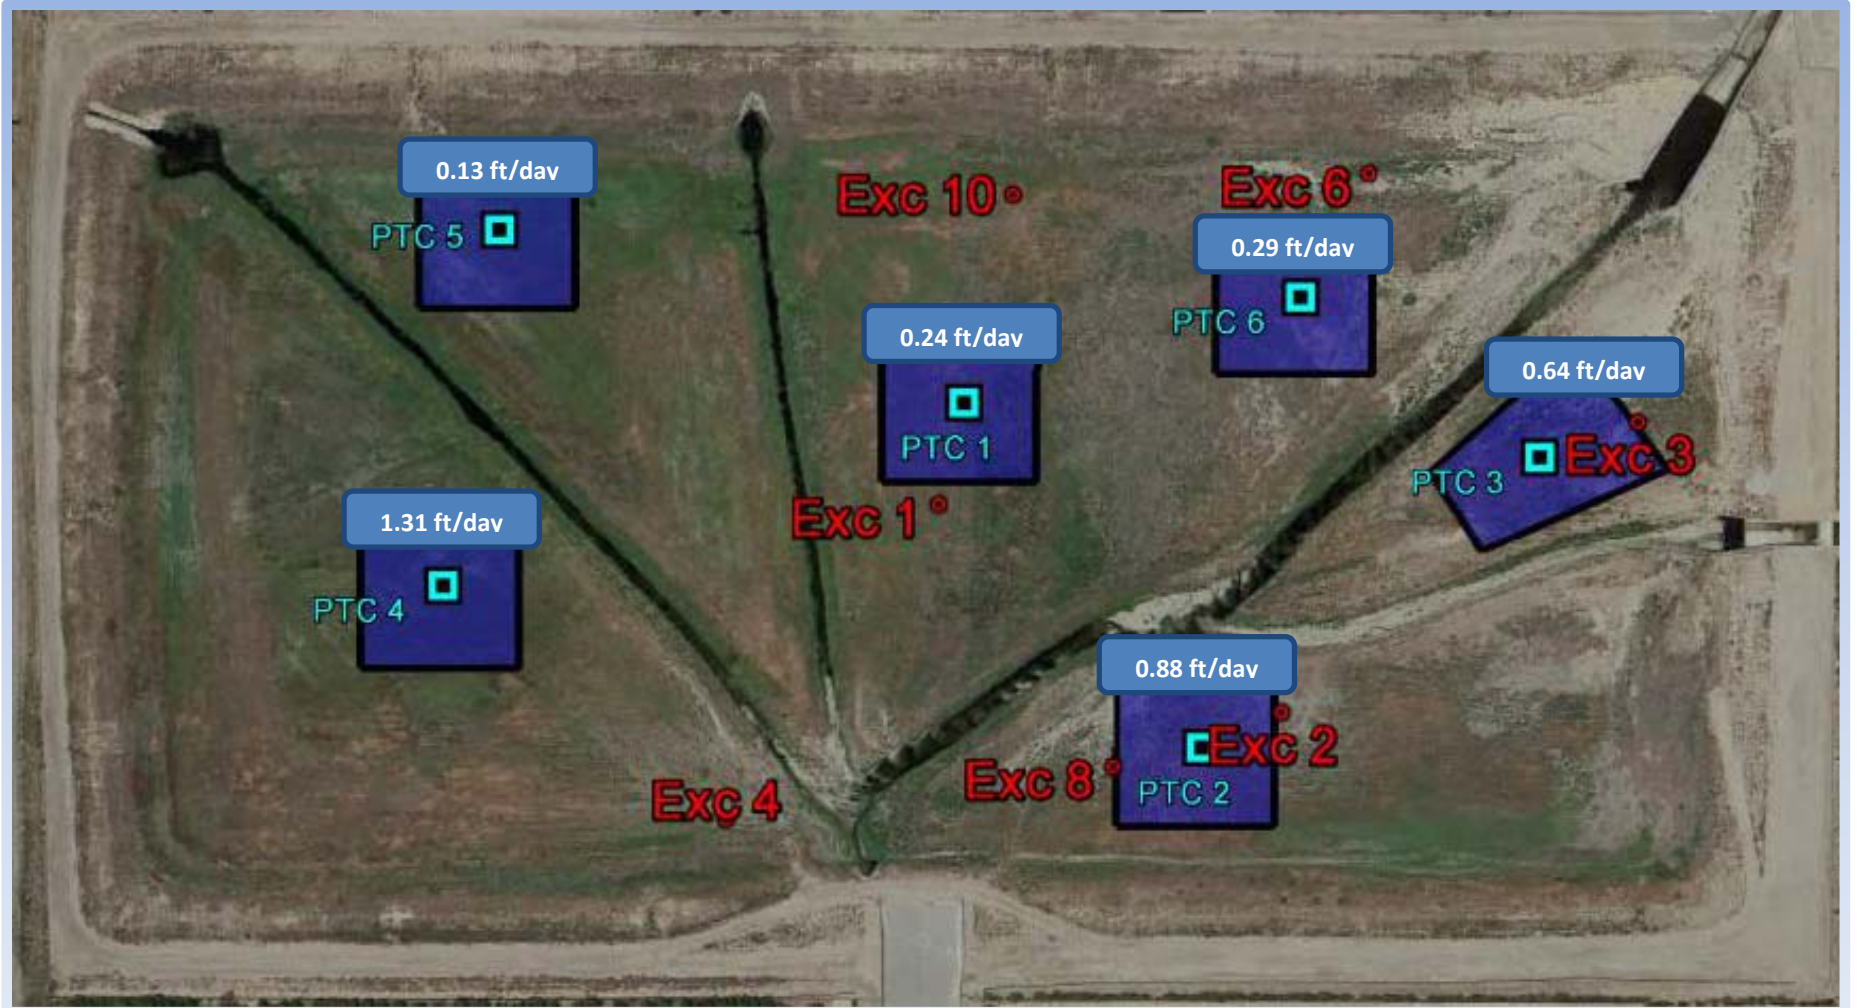 0.13 ft/dav
PTC 5
Exc 10
Exc 6
0.29 ft/dav
PTC 6
0.24 ft/dav
PTC 1
0.64 ft/dav
PTC 3
Exc 3
Exc 1
1.31 ft/dav
PTC 4
0.88 ft/dav
Exc 2
Exc 8
PTC 2
Exc 4